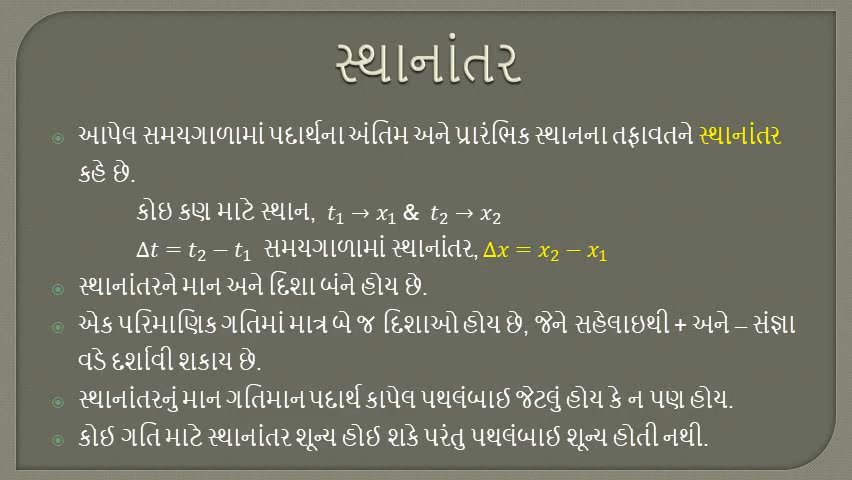 સ્થાનાંતર
આપેલ સમયગાળામાં પદાર્થના અંતિમ અને પ્રારંભિક સ્થાનના તફાવતને સ્થાનાંતર
કહે છે.
કોઇ કણ માટે સ્થાન, t₁ → x₁ & t₂ → x₂
Δt = t₂ − t₁ સમયગાળામાં સ્થાનાંતર, Δx = x₂ − x₁
સ્થાનાંતરને માન અને દિશા બંને હોય છે.
એક પરિમાણિક ગતિમાં માત્ર બે જ દિશાઓ હોય છે, જેને સહેલાઇથી + અને – સંજ્ઞા
વડે દર્શાવી શકાય છે.
સ્થાનાંતરનું માન ગતિમાન પદાર્થ કાપેલ પથલંબાઈ જેટલું હોય કે ન પણ હોય.
કોઈ ગતિ માટે સ્થાનાંતર શૂન્ય હોઈ શકે પરંતુ પથલંબાઈ શૂન્ય હોતી નથી.